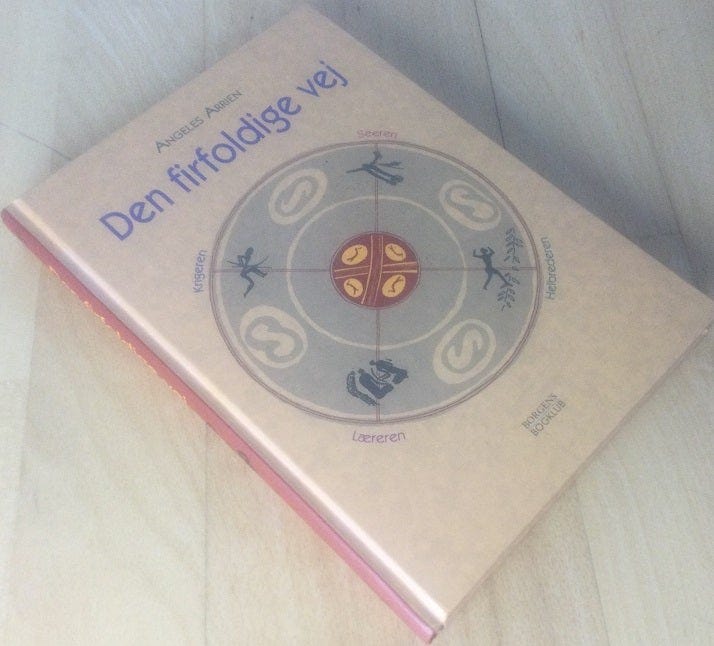 ANGELES ARRIEN
Den firfoldige vej
Seeren
Krigeren
Helbrederen
Læreren
BORGENS
BOGKLUB